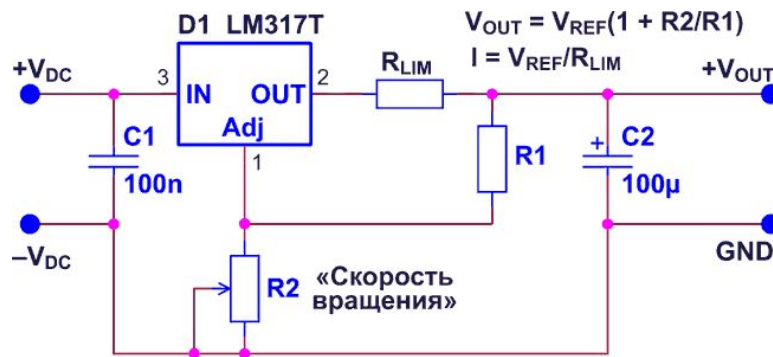 D1 LM317T
V_OUT = V_REF(1 + R2/R1)
I = V_REF/R_LIM
+V_DC
3
IN
OUT
2
R_LIM
+V_OUT
Adj
C1
100n
1
R1
+
C2
100µ
–V_DC
GND
R2
«Скорость
вращения»